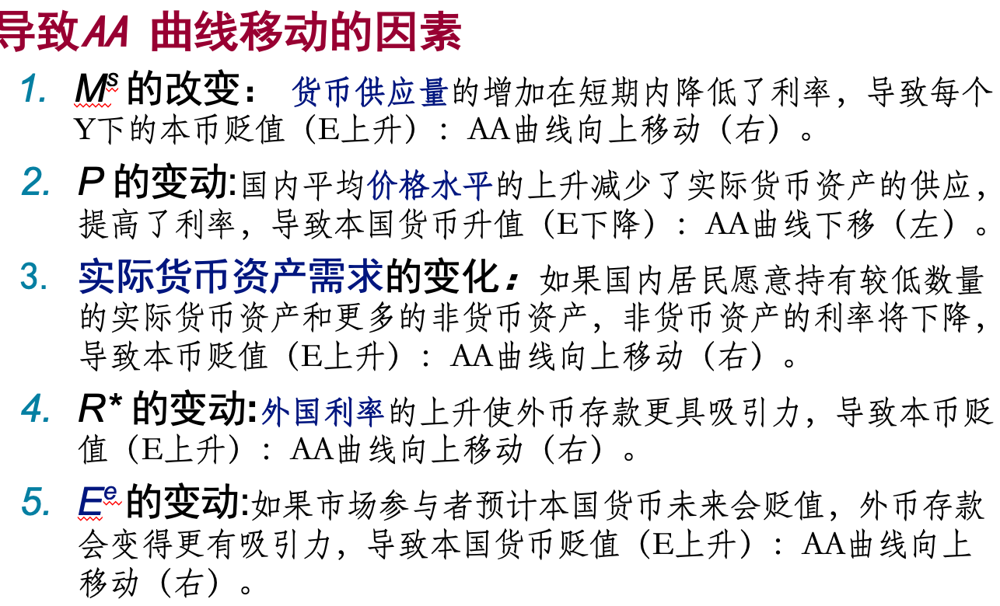 导致AA 曲线移动的因素
1. Mˢ 的改变： 货币供应量的增加在短期内降低了利率，导致每个
Y下的本币贬值（E上升）：AA曲线向上移动（右）。
2. P 的变动:国内平均价格水平的上升减少了实际货币资产的供应，
提高了利率，导致本国货币升值（E下降）：AA曲线下移（左）。
3. 实际货币资产需求的变化：如果国内居民愿意持有较低数量
的实际货币资产和更多的非货币资产，非货币资产的利率将下降，
导致本币贬值（E上升）：AA曲线向上移动（右）。
4. R* 的变动:外国利率的上升使外币存款更具吸引力，导致本币贬
值（E上升）：AA曲线向上移动（右）。
5. Eᵉ 的变动:如果市场参与者预计本国货币未来会贬值，外币存款
会变得更有吸引力，导致本国货币贬值（E上升）：AA曲线向上
移动（右）。